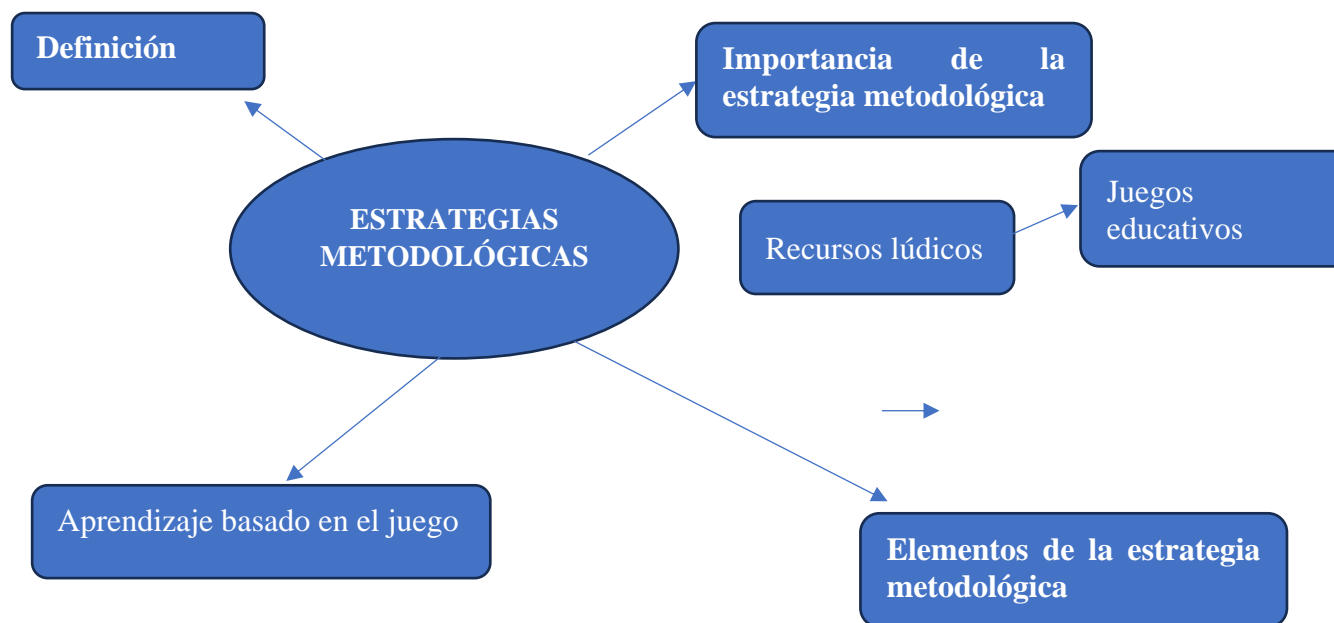 Definición
Importancia de la
estrategia metodológica
ESTRATEGIAS
METODOLÓGICAS
Recursos lúdicos
Juegos
educativos
Aprendizaje basado en el juego
Elementos de la estrategia
metodológica